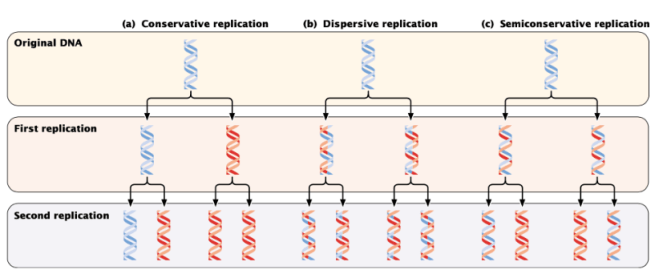 (a) Conservative replication (b) Dispersive replication (c) Semiconservative replication
Original DNA
First replication
Second replication